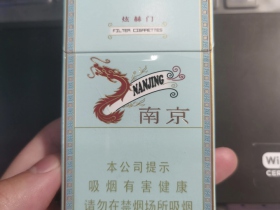 炫赫门
FILTER CIGARETTES
NANJING
南京
本公司提示
吸烟有害健康
请勿在禁烟场所吸烟